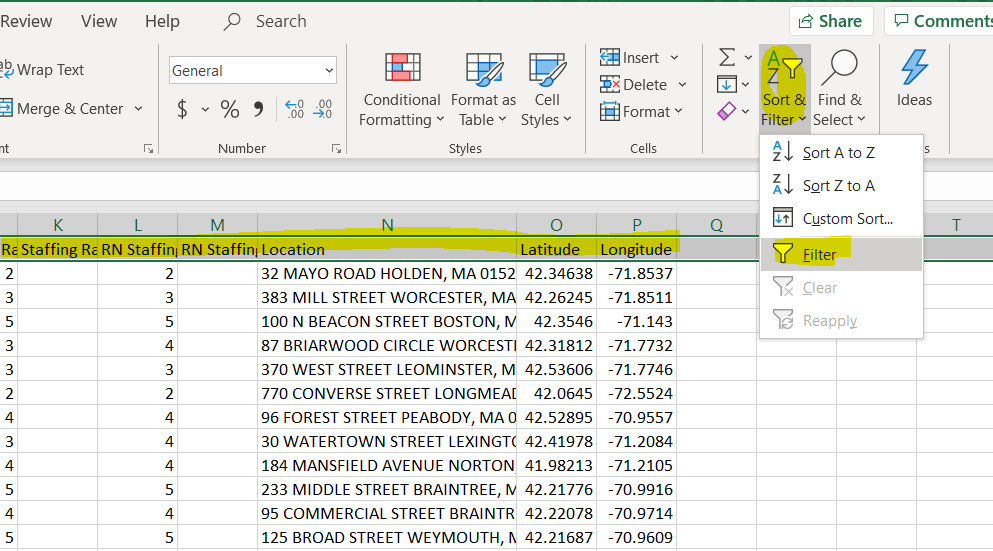 Review View Help Search Share Comments
ab Wrap Text General Insert Σ A Z
Merge & Center $ % 9 ←0 .00 .00 →0 Conditional Formatting Format as Table Cell Styles Delete Format Sort & Filter Find & Select Ideas
nt Number Styles Cells s
Sort A to Z
Sort Z to A
Custom Sort...
Filter
Clear
Reapply
K L M N O P Q T
Ra Staffing Ra RN Staffin RN Staffing Location Latitude Longitude
2 2 32 MAYO ROAD HOLDEN, MA 0152 42.34638 -71.8537
3 3 383 MILL STREET WORCESTER, MA 42.26245 -71.8511
5 5 100 N BEACON STREET BOSTON, M 42.3546 -71.143
3 4 87 BRIARWOOD CIRCLE WORCEST 42.31812 -71.7732
3 3 370 WEST STREET LEOMINSTER, M 42.53606 -71.7746
2 2 770 CONVERSE STREET LONGMEAD 42.0645 -72.5524
4 4 96 FOREST STREET PEABODY, MA 0 42.52895 -70.9557
3 4 30 WATERTOWN STREET LEXINGTO 42.41978 -71.2084
4 4 184 MANSFIELD AVENUE NORTON, 41.98213 -71.2105
5 5 233 MIDDLE STREET BRAINTREE, M 42.21776 -70.9916
4 4 95 COMMERCIAL STREET BRAINTR 42.22078 -70.9714
5 5 125 BROAD STREET WEYMOUTH, M 42.21687 -70.9609